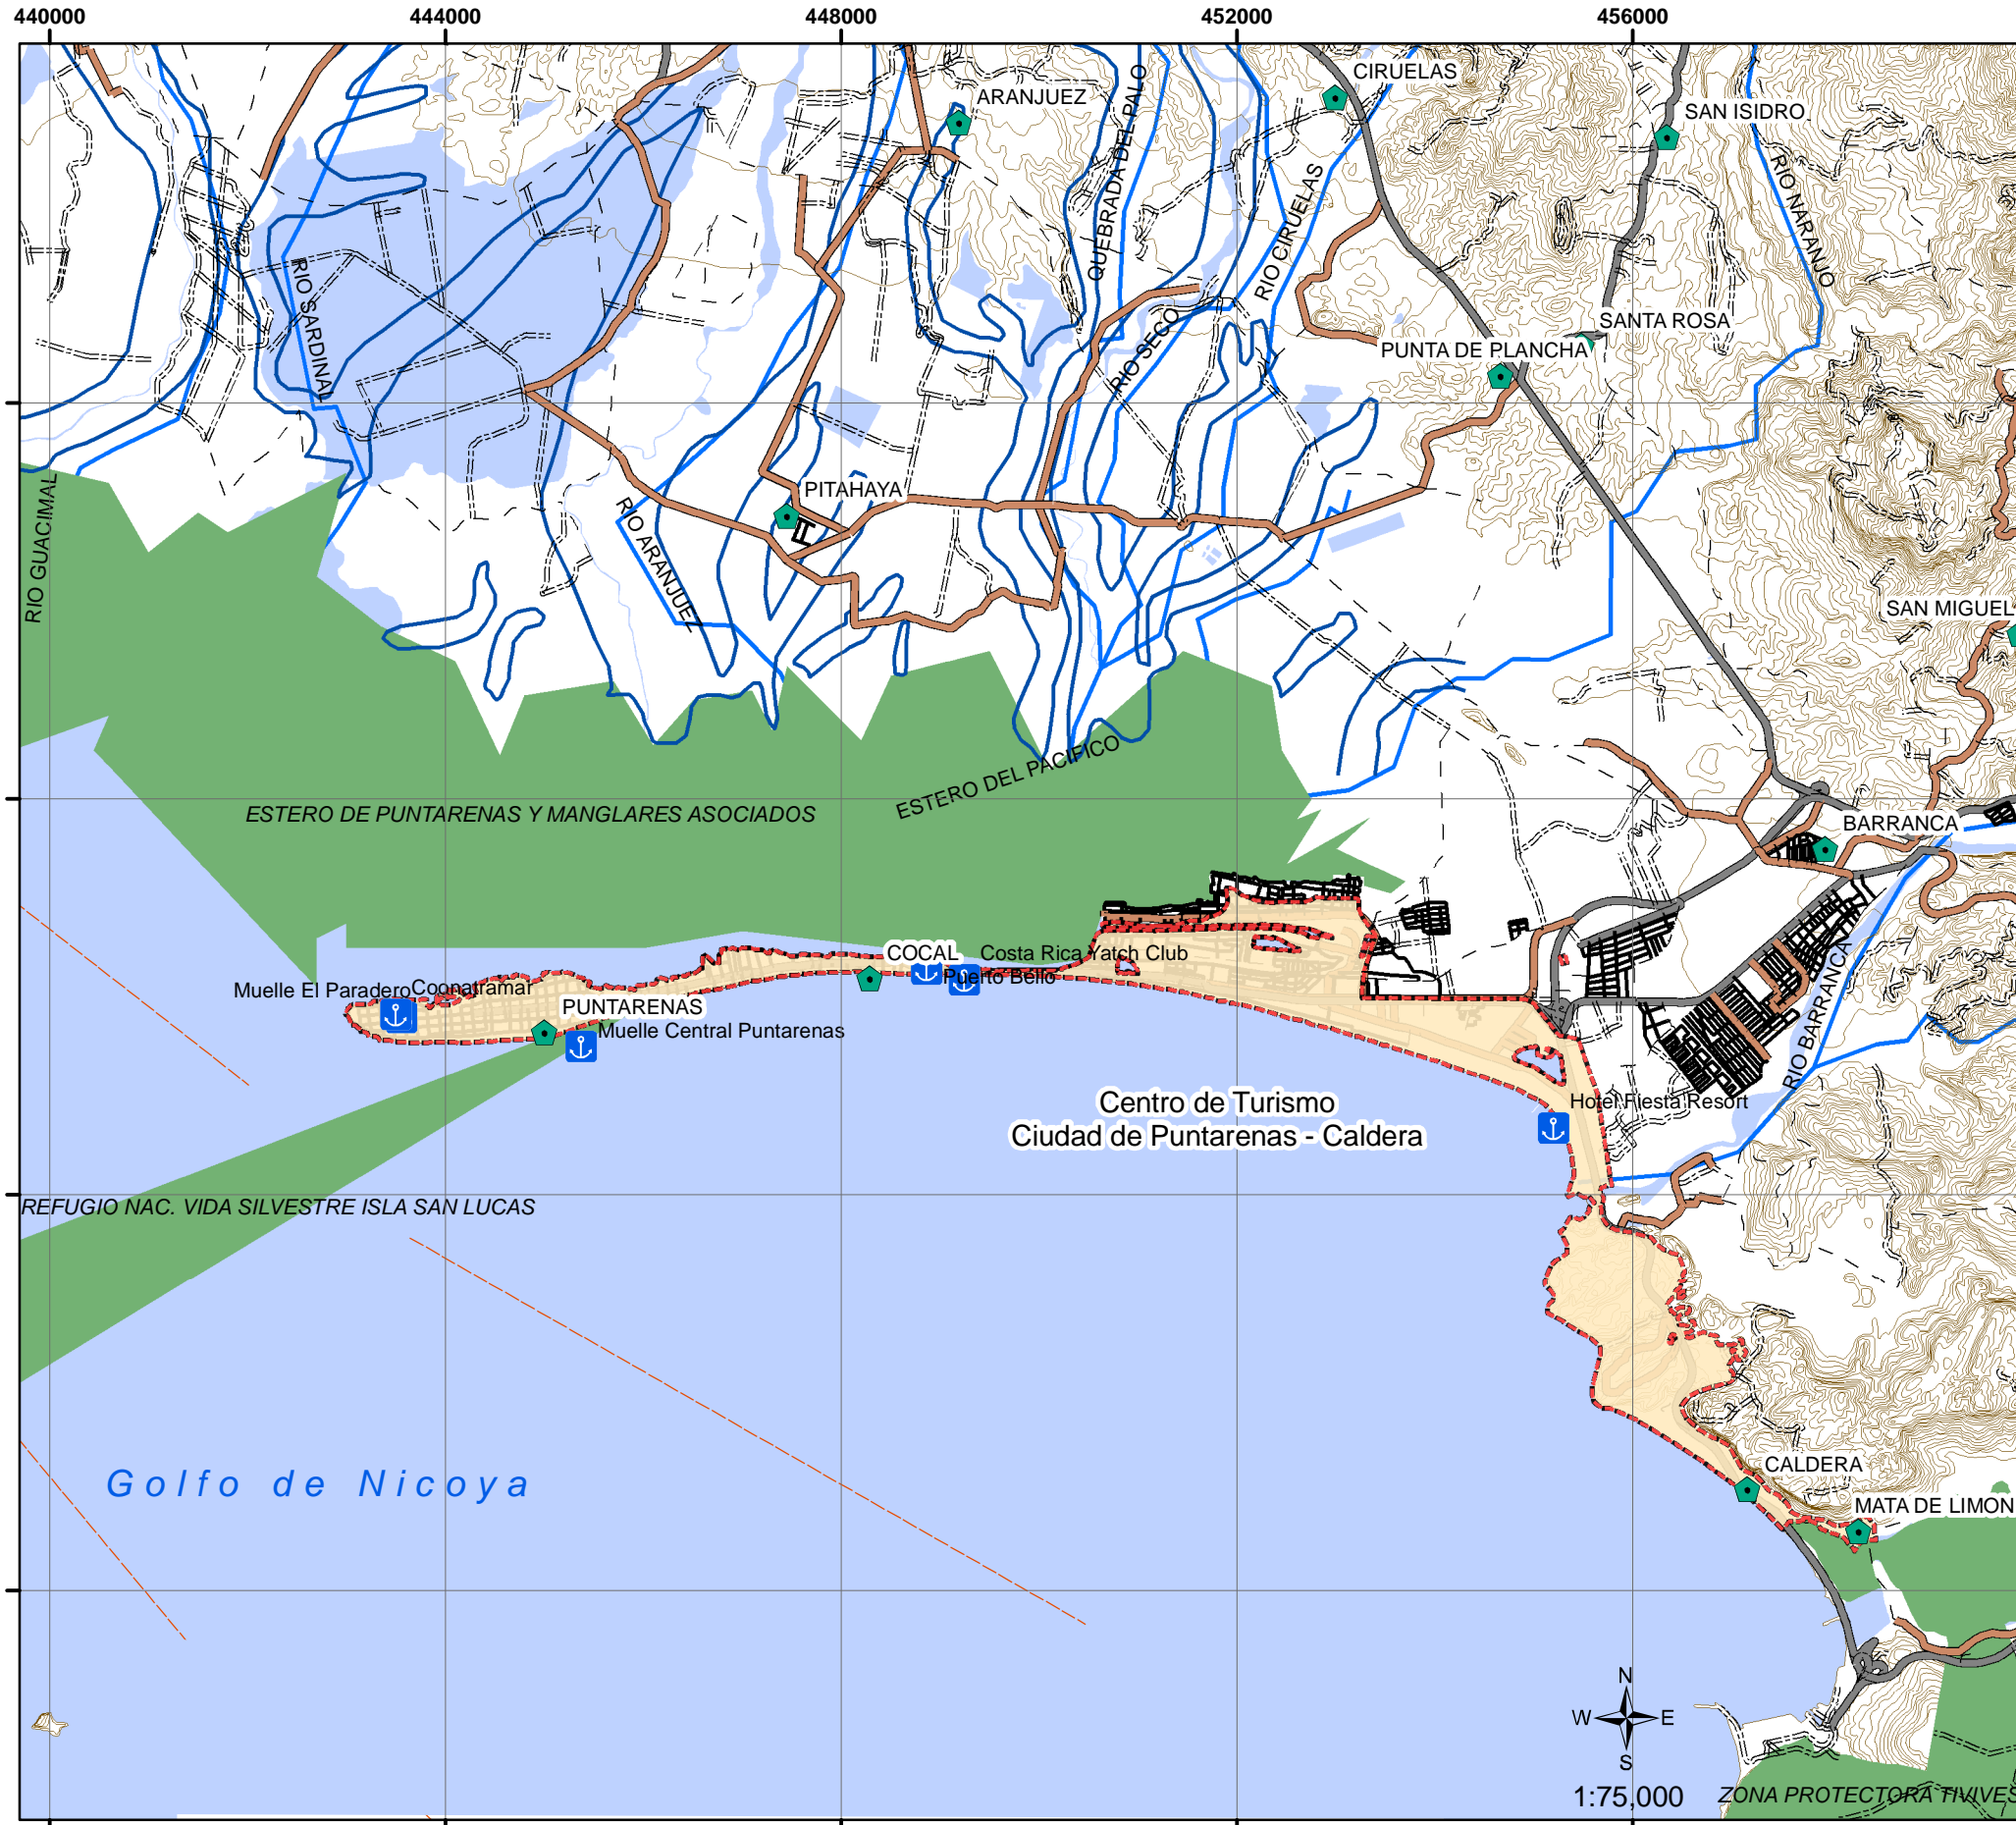 440000
444000
448000
452000
456000
CIRUELAS
ARANJUEZ
SAN ISIDRO
QUEBRADA DEL PALO
RIO NARANJO
RIO CIRUELAS
RIO SARDINAL
SANTA ROSA
PUNTA DE PLANCHA
RIO SECO
PITAHAYA
RIO GUACIMAL
RIO ARANJUEZ
SAN MIGUEL
ESTERO DEL PACIFICO
ESTERO DE PUNTARENAS Y MANGLARES ASOCIADOS
BARRANCA
COCAL
Costa Rica Yatch Club
Puerto Bello
Muelle El Paradero
Coonatramar
PUNTARENAS
Muelle Central Puntarenas
RIO BARRANCA
Centro de Turismo
Ciudad de Puntarenas - Caldera
Hotel Fiesta Resort
REFUGIO NAC. VIDA SILVESTRE ISLA SAN LUCAS
Golfo de Nicoya
CALDERA
MATA DE LIMON
N
W
E
S
1:75,000
ZONA PROTECTORA TIVIVES